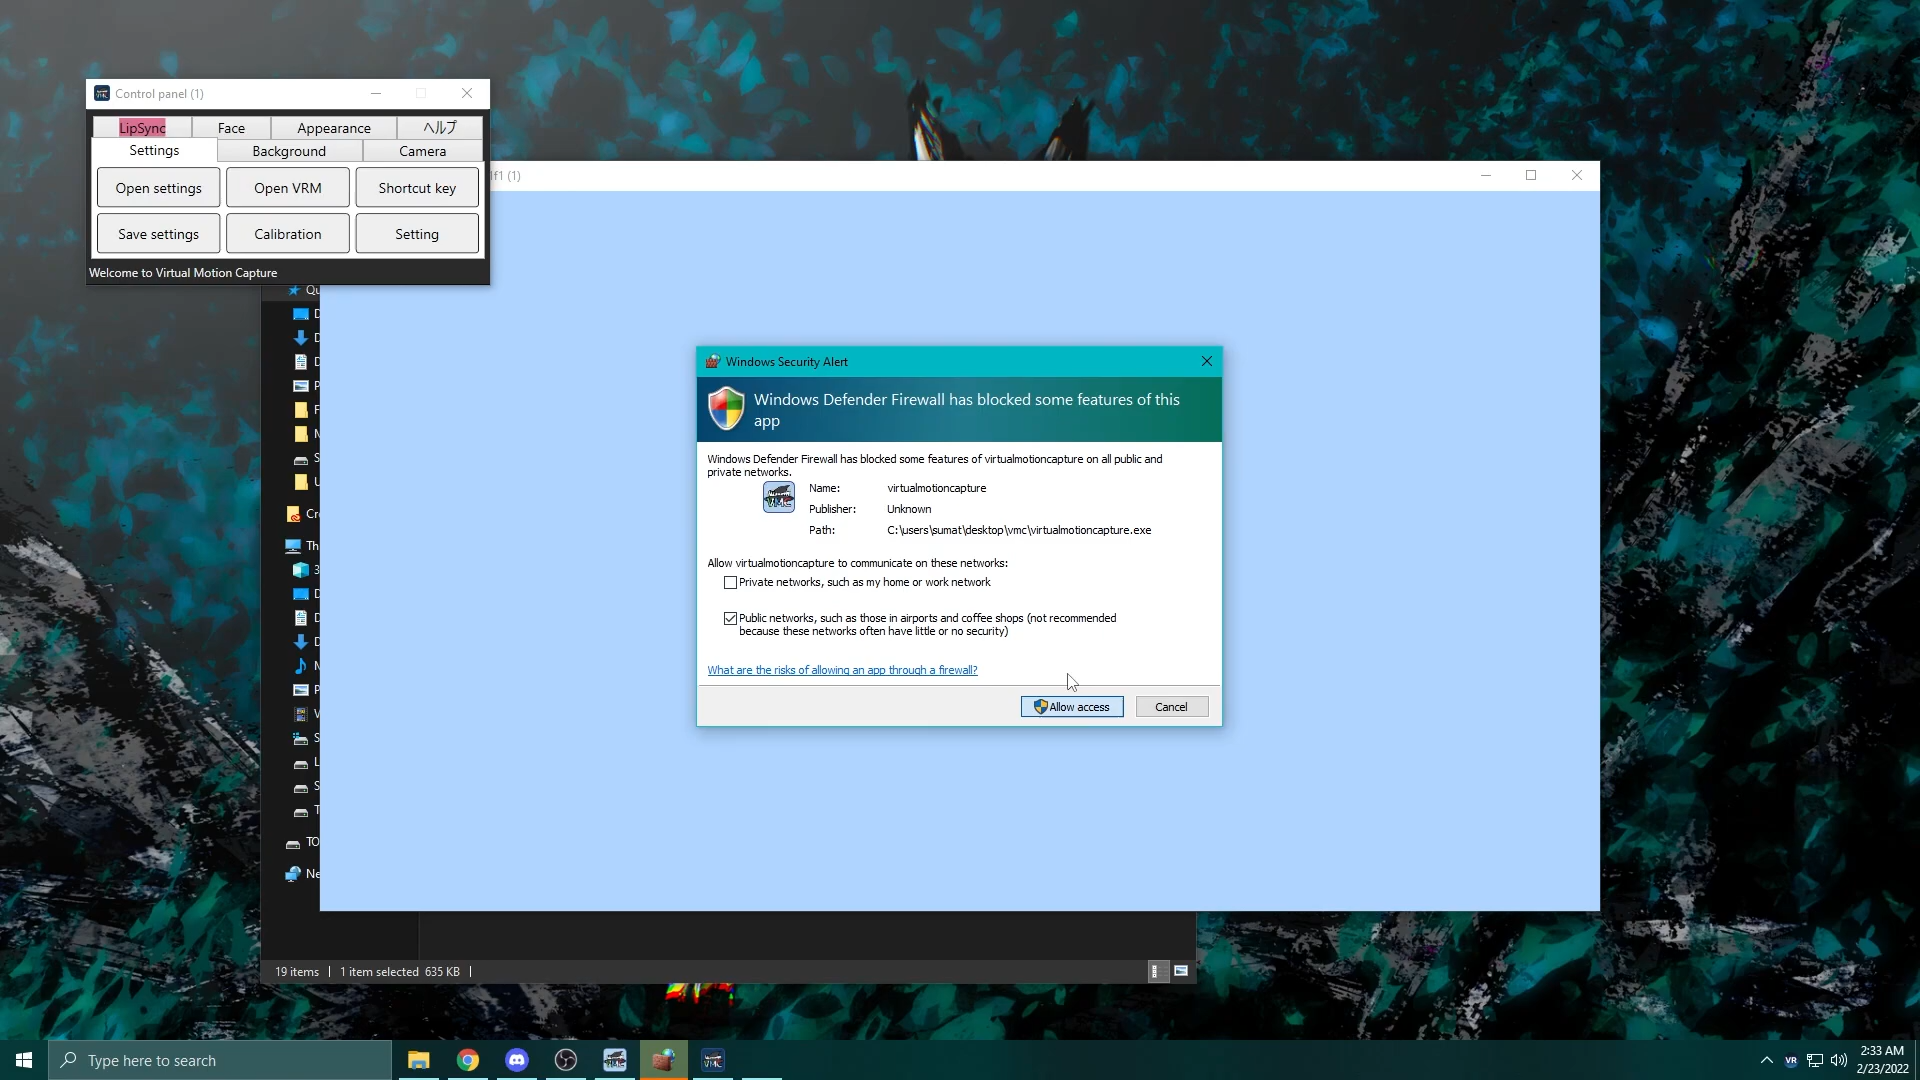 Control panel (1)
LipSync
Face
Appearance
ヘルプ
Settings
Background
Camera
Open settings
Open VRM
Shortcut key
Save settings
Calibration
Setting
Welcome to Virtual Motion Capture
(1)
Windows Security Alert
Windows Defender Firewall has blocked some features of this
app
Windows Defender Firewall has blocked some features of virtualmotioncapture on all public and
private networks.
Name: virtualmotioncapture
Publisher: Unknown
Path: C:\users\sumat\desktop\vmc\virtualmotioncapture.exe
Allow virtualmotioncapture to communicate on these networks:
Private networks, such as my home or work network
Public networks, such as those in airports and coffee shops (not recommended
because these networks often have little or no security)
What are the risks of allowing an app through a firewall?
Allow access
Cancel
19 items
1 item selected 635 KB
Type here to search
VMC
VR
2:33 AM
2/23/2022